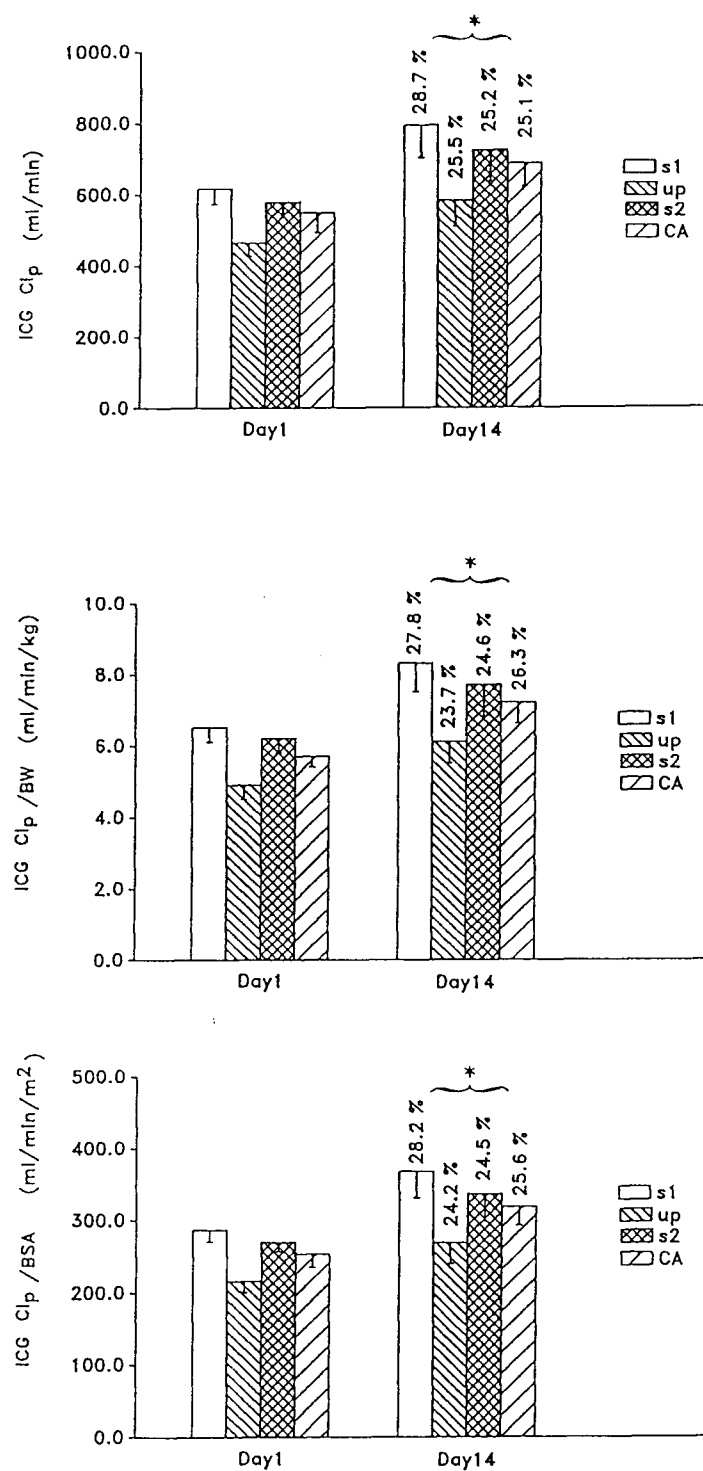 *
1000.0
800.0
600.0
400.0
200.0
0.0
ICG Clp (ml/min)
28.7 %
25.5 %
25.2 %
25.1 %
s1
up
s2
CA
Day1
Day14
*
10.0
8.0
6.0
4.0
2.0
0.0
ICG Clp /BW (ml/min/kg)
27.8 %
23.7 %
24.6 %
26.3 %
s1
up
s2
CA
Day1
Day14
*
500.0
400.0
300.0
200.0
100.0
0.0
ICG Clp /BSA (ml/min/m²)
28.2 %
24.2 %
24.5 %
25.6 %
s1
up
s2
CA
Day1
Day14